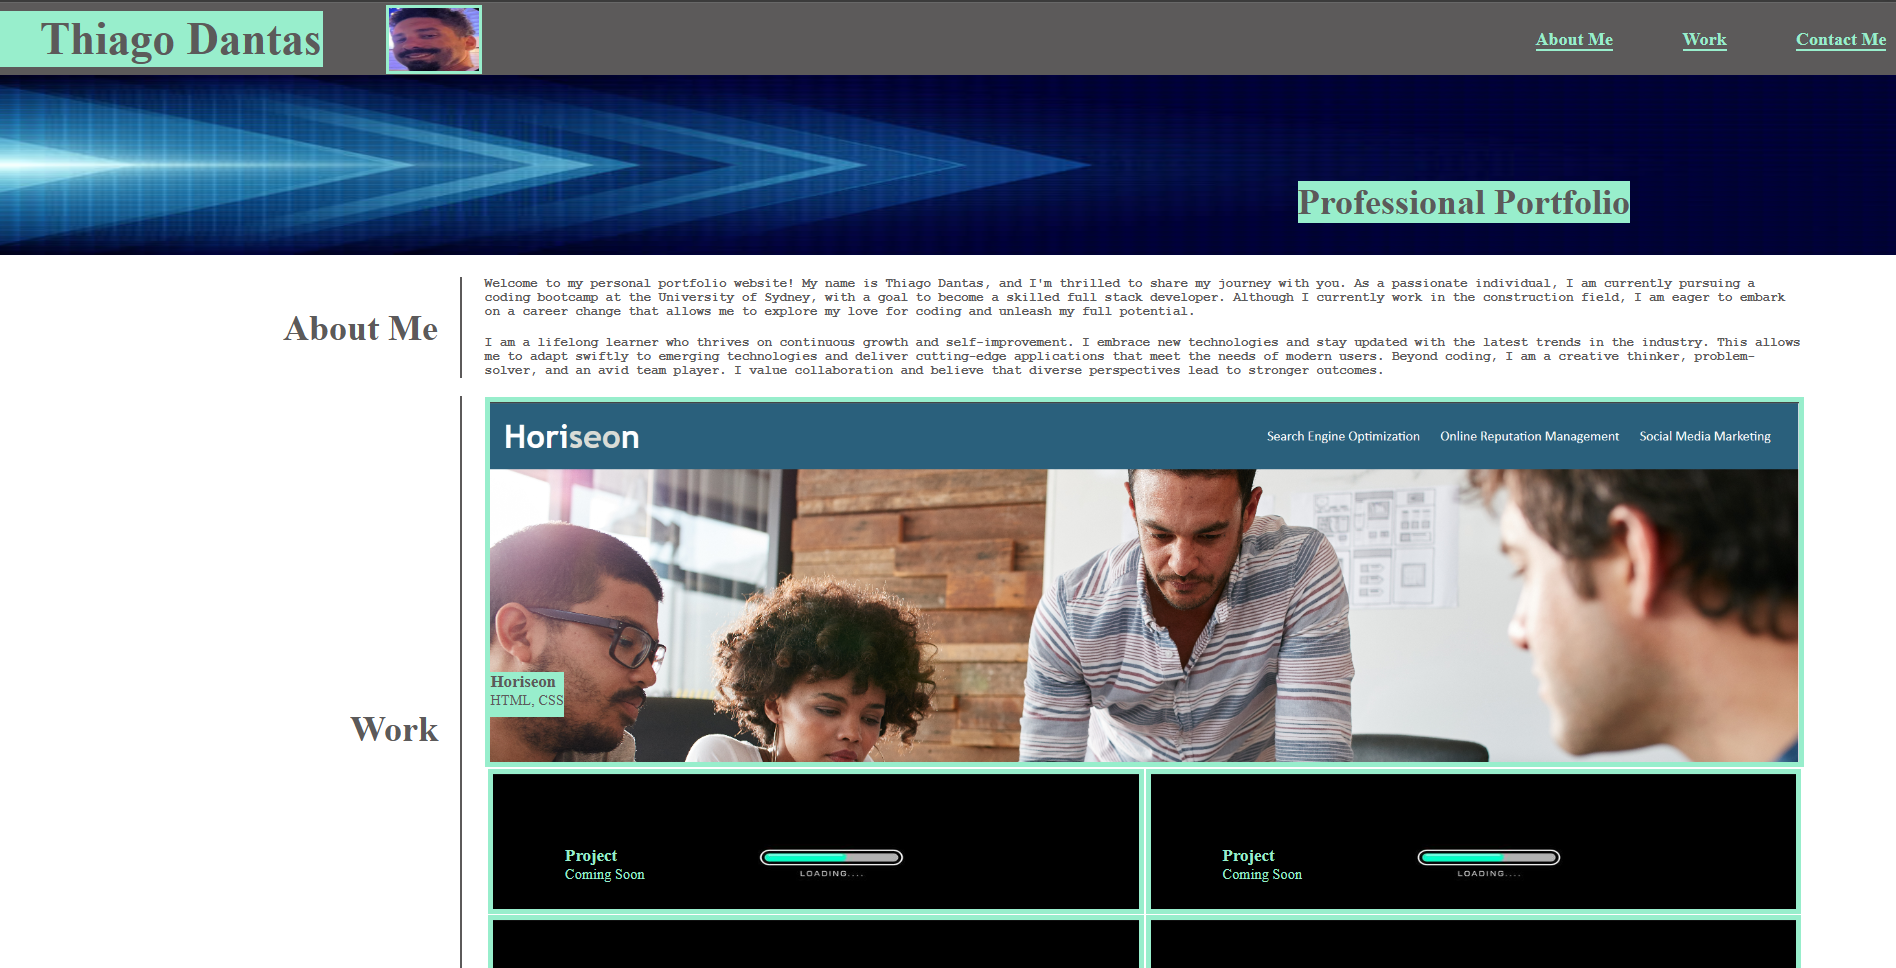 Thiago Dantas
About Me
Work
Contact Me
Professional Portfolio
About Me
Welcome to my personal portfolio website! My name is Thiago Dantas, and I'm thrilled to share my journey with you. As a passionate individual, I am currently pursuing a
coding bootcamp at the University of Sydney, with a goal to become a skilled full stack developer. Although I currently work in the construction field, I am eager to embark
on a career change that allows me to explore my love for coding and unleash my full potential.
I am a lifelong learner who thrives on continuous growth and self-improvement. I embrace new technologies and stay updated with the latest trends in the industry. This allows
me to adapt swiftly to emerging technologies and deliver cutting-edge applications that meet the needs of modern users. Beyond coding, I am a creative thinker, problem-
solver, and an avid team player. I value collaboration and believe that diverse perspectives lead to stronger outcomes.
Work
Horiseon
Search Engine Optimization
Online Reputation Management
Social Media Marketing
Horiseon
HTML, CSS
Project
Coming Soon
LOADING....
Project
Coming Soon
LOADING....